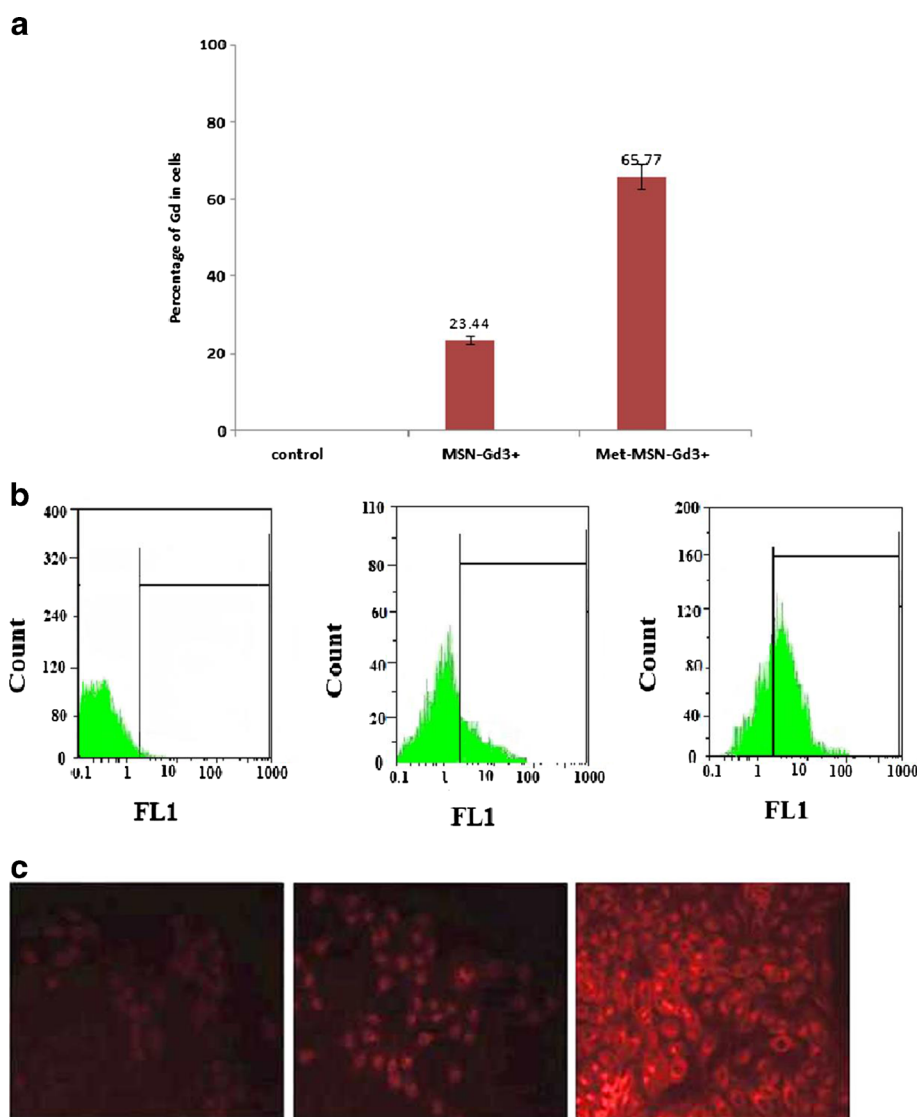 a
100
80
60
40
20
0
Percentage of Gd in cells
23.44
65.77
control MSN-Gd3+ Met-MSN-Gd3+
b
400
320
240
120
80
0
Count
0.1 1 10 100 1000
FL1
110
80
60
40
20
0
Count
0.1 1 10 100 1000
FL1
200
160
120
80
40
0
Count
0.1 1 10 100 1000
FL1
c